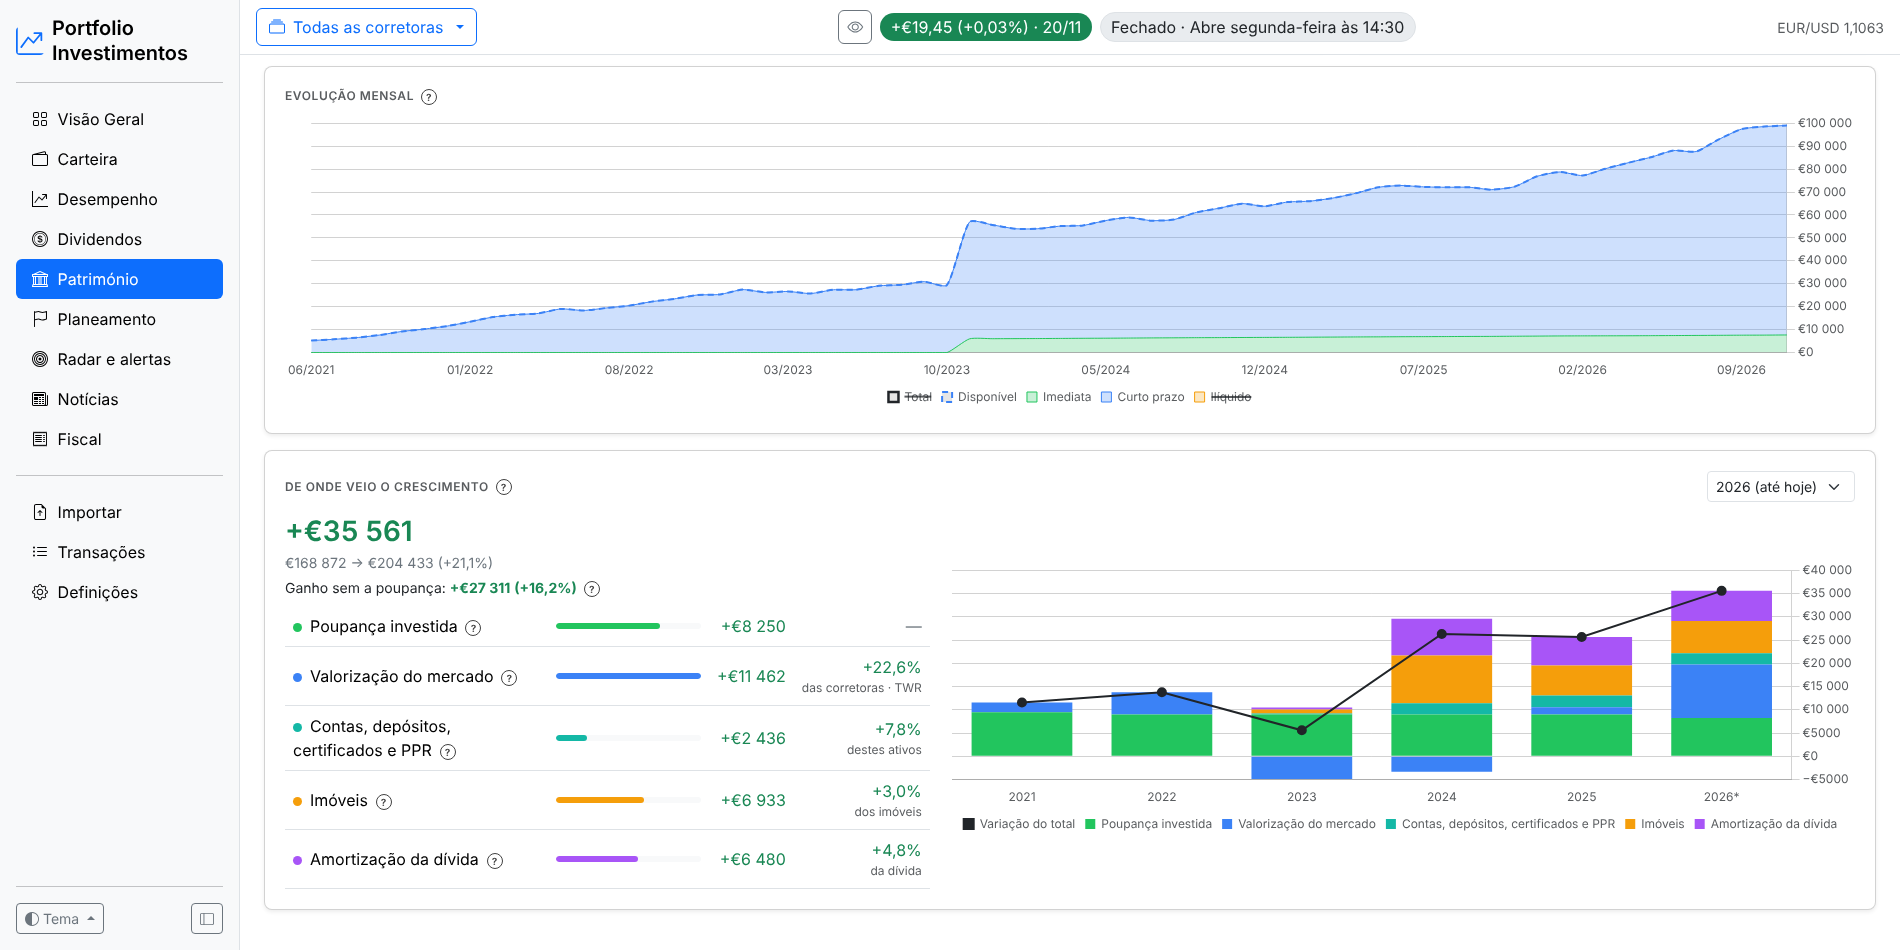 Portfolio
Investimentos
Visão Geral
Carteira
Desempenho
Dividendos
Património
Planeamento
Radar e alertas
Notícias
Fiscal
Importar
Transações
Definições
Tema
Todas as corretoras
+€19,45 (+0,03%) · 20/11
Fechado · Abre segunda-feira às 14:30
EUR/USD 1,1063
EVOLUÇÃO MENSAL ?
€100 000
€90 000
€80 000
€70 000
€60 000
€50 000
€40 000
€30 000
€20 000
€10 000
€0
06/2021 01/2022 08/2022 03/2023 10/2023 05/2024 12/2024 07/2025 02/2026 09/2026
Total Disponível Imediata Curto prazo Ilíquido
DE ONDE VEIO O CRESCIMENTO ?
2026 (até hoje)
+€35 561
€168 872 → €204 433 (+21,1%)
Ganho sem a poupança: +€27 311 (+16,2%) ?
Poupança investida ? +€8 250 —
Valorização do mercado ? +€11 462 +22,6%
das corretoras · TWR
Contas, depósitos,
certificados e PPR ? +€2 436 +7,8%
destes ativos
Imóveis ? +€6 933 +3,0%
dos imóveis
Amortização da dívida ? +€6 480 +4,8%
da dívida
€40 000
€35 000
€30 000
€25 000
€20 000
€15 000
€10 000
€5000
€0
−€5000
2021 2022 2023 2024 2025 2026*
Variação do total Poupança investida Valorização do mercado Contas, depósitos, certificados e PPR Imóveis Amortização da dívida